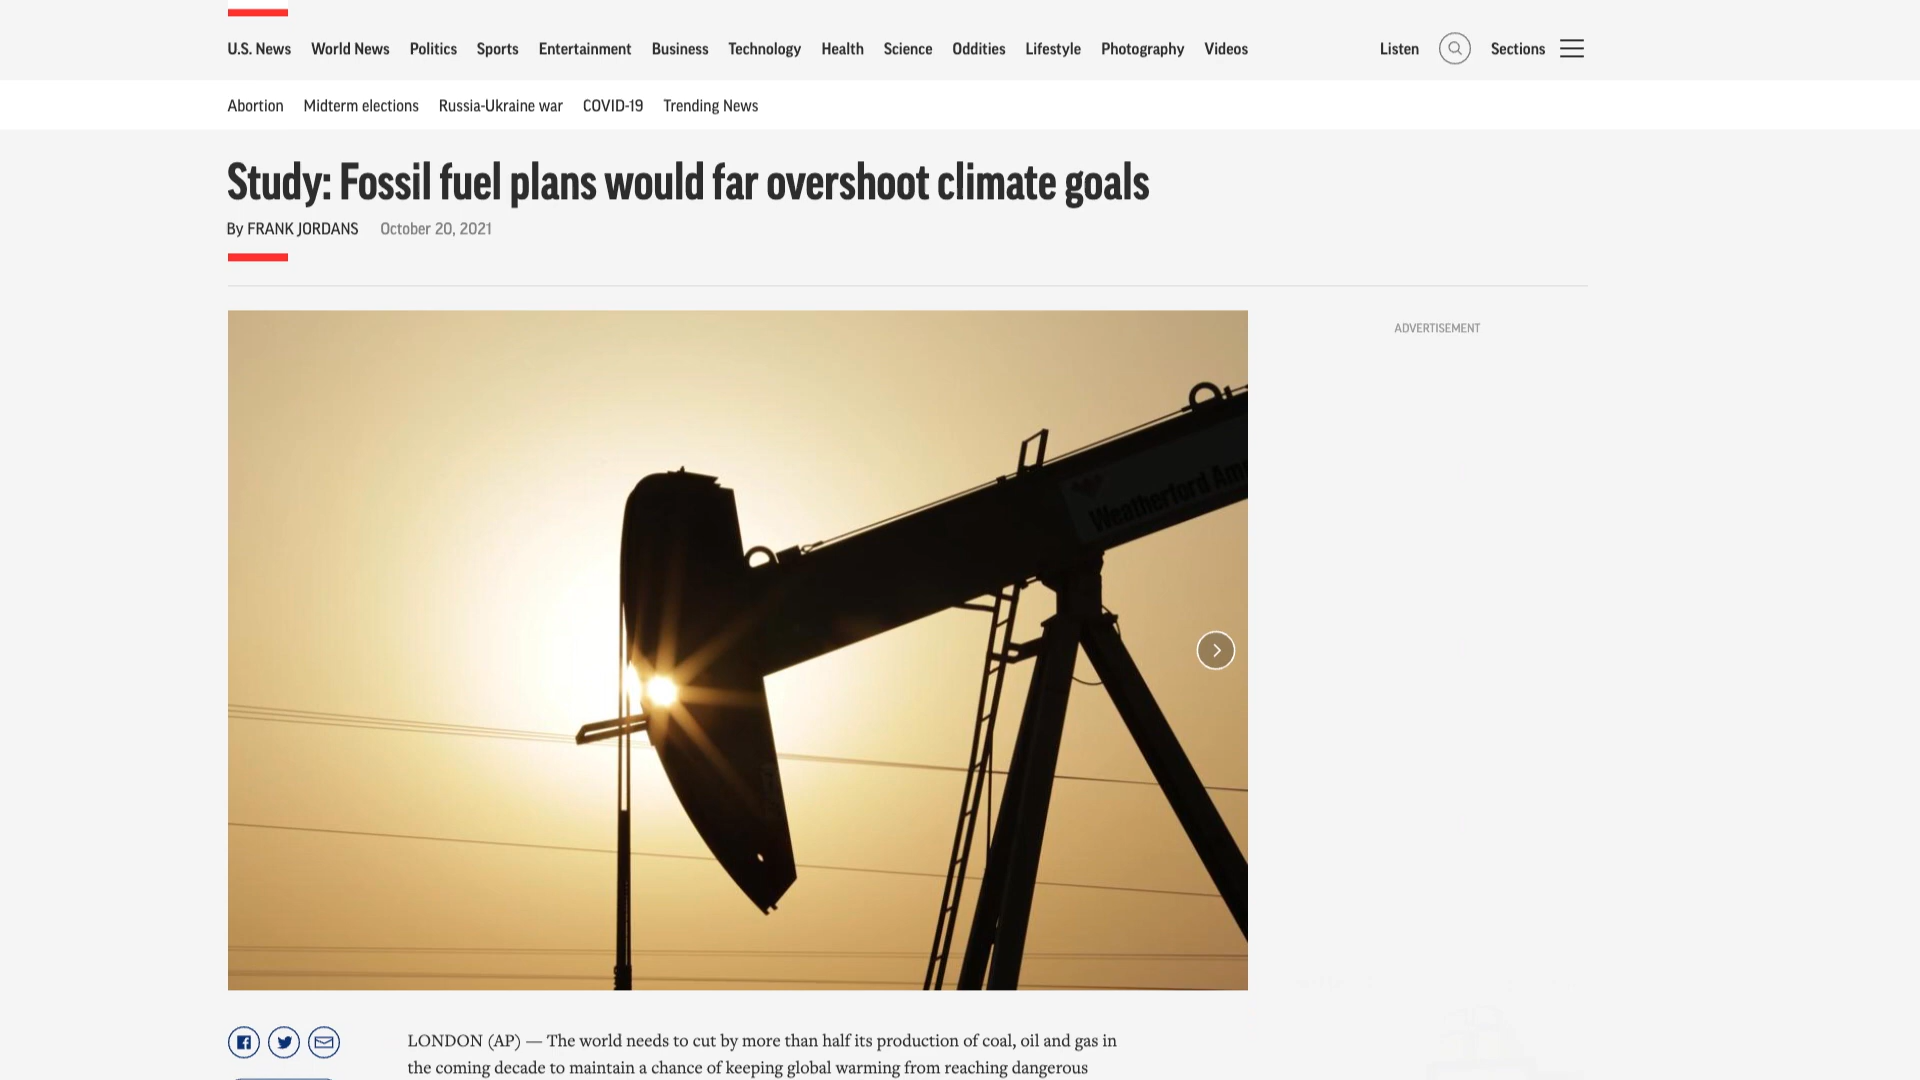 U.S. News World News Politics Sports Entertainment Business Technology Health Science Oddities Lifestyle Photography Videos Listen Sections
Abortion Midterm elections Russia-Ukraine war COVID-19 Trending News
Study: Fossil fuel plans would far overshoot climate goals
By FRANK JORDANS October 20, 2021
ADVERTISEMENT
Weatherford
LONDON (AP) — The world needs to cut by more than half its production of coal, oil and gas in
the coming decade to maintain a chance of keeping global warming from reaching dangerous